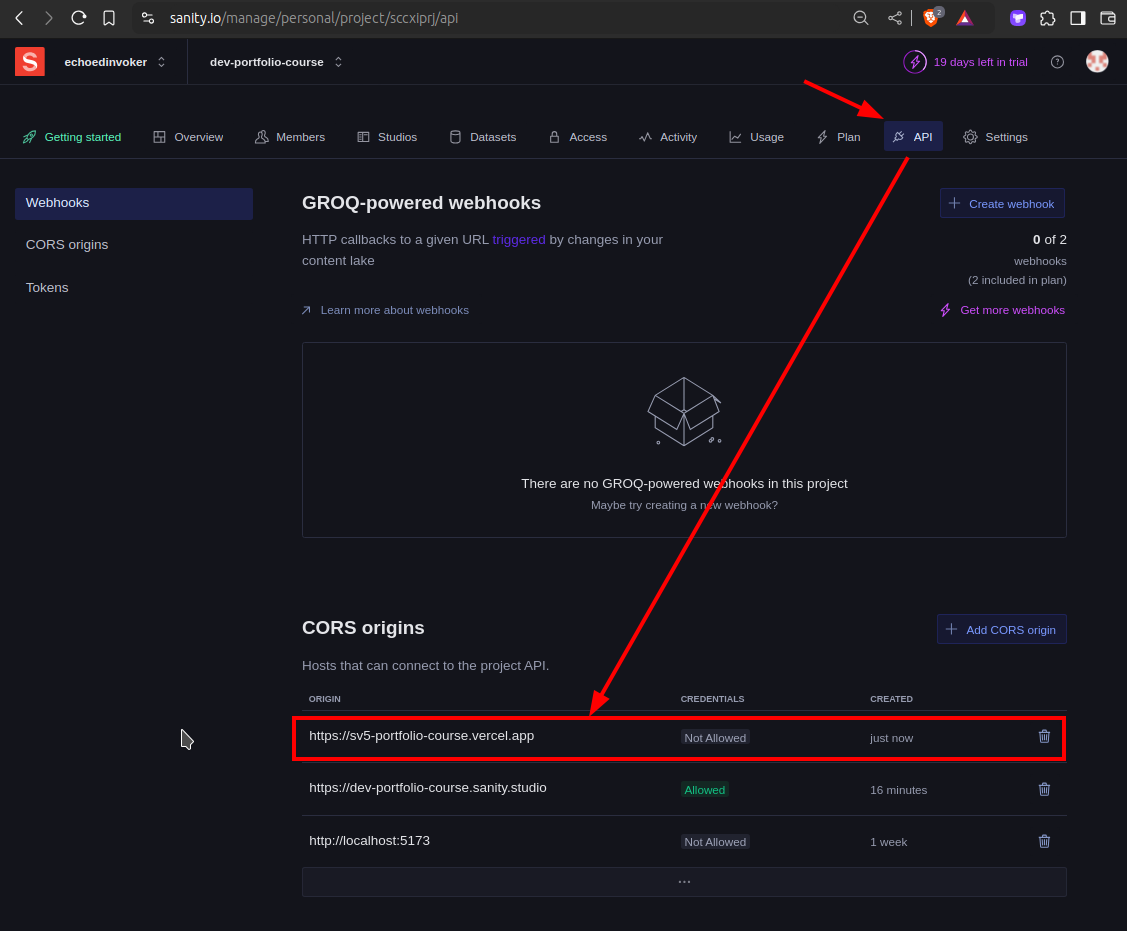 sanity.io/manage/personal/project/sccxiprj/api
2
S
echoedinvoker
dev-portfolio-course
19 days left in trial
?
Getting started
Overview
Members
Studios
Datasets
Access
Activity
Usage
Plan
API
Settings
Webhooks
CORS origins
Tokens
GROQ-powered webhooks
Create webhook
HTTP callbacks to a given URL triggered by changes in your
content lake
0 of 2
webhooks
(2 included in plan)
Learn more about webhooks
Get more webhooks
There are no GROQ-powered webhooks in this project
Maybe try creating a new webhook?
CORS origins
Add CORS origin
Hosts that can connect to the project API.
ORIGIN CREDENTIALS CREATED
https://sv5-portfolio-course.vercel.app Not Allowed just now
https://dev-portfolio-course.sanity.studio Allowed 16 minutes
http://localhost:5173 Not Allowed 1 week
...